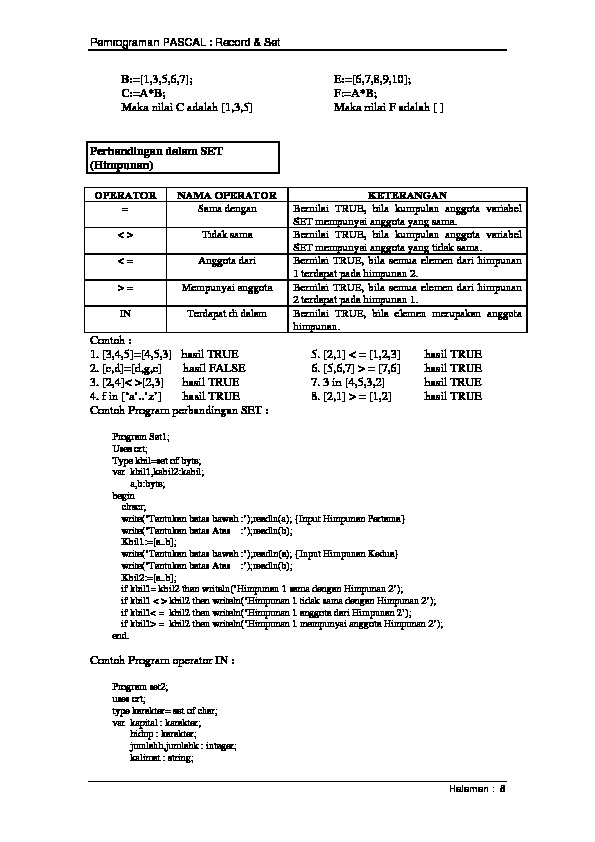 Pemrograman PASCAL : Record & Set
B:=[1,3,5,6,7]; E:=[6,7,8,9,10];
C:=A*B; F:=A*B;
Maka nilai C adalah [1,3,5] Maka nilai F adalah [ ]
Perbandingan dalam SET
(Himpunan)
OPERATOR NAMA OPERATOR KETERANGAN
= Sama dengan Bernilai TRUE, bila kumpulan anggota variabel
SET mempunyai anggota yang sama.
< > Tidak sama Bernilai TRUE, bila kumpulan anggota variabel
SET mempunyai anggota yang tidak sama.
< = Anggota dari Bernilai TRUE, bila semua elemen dari himpunan
1 terdapat pada himpunan 2.
> = Mempunyai anggota Bernilai TRUE, bila semua elemen dari himpunan
2 terdapat pada himpunan 1.
IN Terdapat di dalam Bernilai TRUE, bila elemen merupakan anggota
himpunan.
Contoh :
1. [3,4,5]=[4,5,3] hasil TRUE 5. [2,1] < = [1,2,3] hasil TRUE
2. [c,d]=[d,g,c] hasil FALSE 6. [5,6,7] > = [7,6] hasil TRUE
3. [2,4]< >[2,3] hasil TRUE 7. 3 in [4,5,3,2] hasil TRUE
4. f in ['a'..'z'] hasil TRUE 8. [2,1] > = [1,2] hasil TRUE
Contoh Program perbandingan SET :
Program Set1;
Uses crt;
Type kbil=set of byte;
var kbil1,kabil2:kabil;
a,b:byte;
begin
clrscr;
write('Tentukan batas bawah :');readln(a); {Input Himpunan Pertama}
write('Tentukan batas Atas :');readln(b);
Kbil1:=[a..b];
write('Tentukan batas bawah :');readln(a); {Input Himpunan Kedua}
write('Tentukan batas Atas :');readln(b);
Kbil2:=[a..b];
if kbil1= kbil2 then writeln('Himpunan 1 sama dengan Himpunan 2');
if kbil1 < > kbil2 then writeln('Himpunan 1 tidak sama dengan Himpunan 2');
if kbil1< = kbil2 then writeln('Himpunan 1 anggota dari Himpunan 2');
if kbil1> = kbil2 then writeln('Himpunan 1 mempunyai anggota Himpunan 2');
end.
Contoh Program operator IN :
Program set2;
uses crt;
type karakter= set of char;
var kapital : karakter;
hidup : karakter;
jumlahh,jumlahk : integer;
kalimat : string;
Halaman : 8